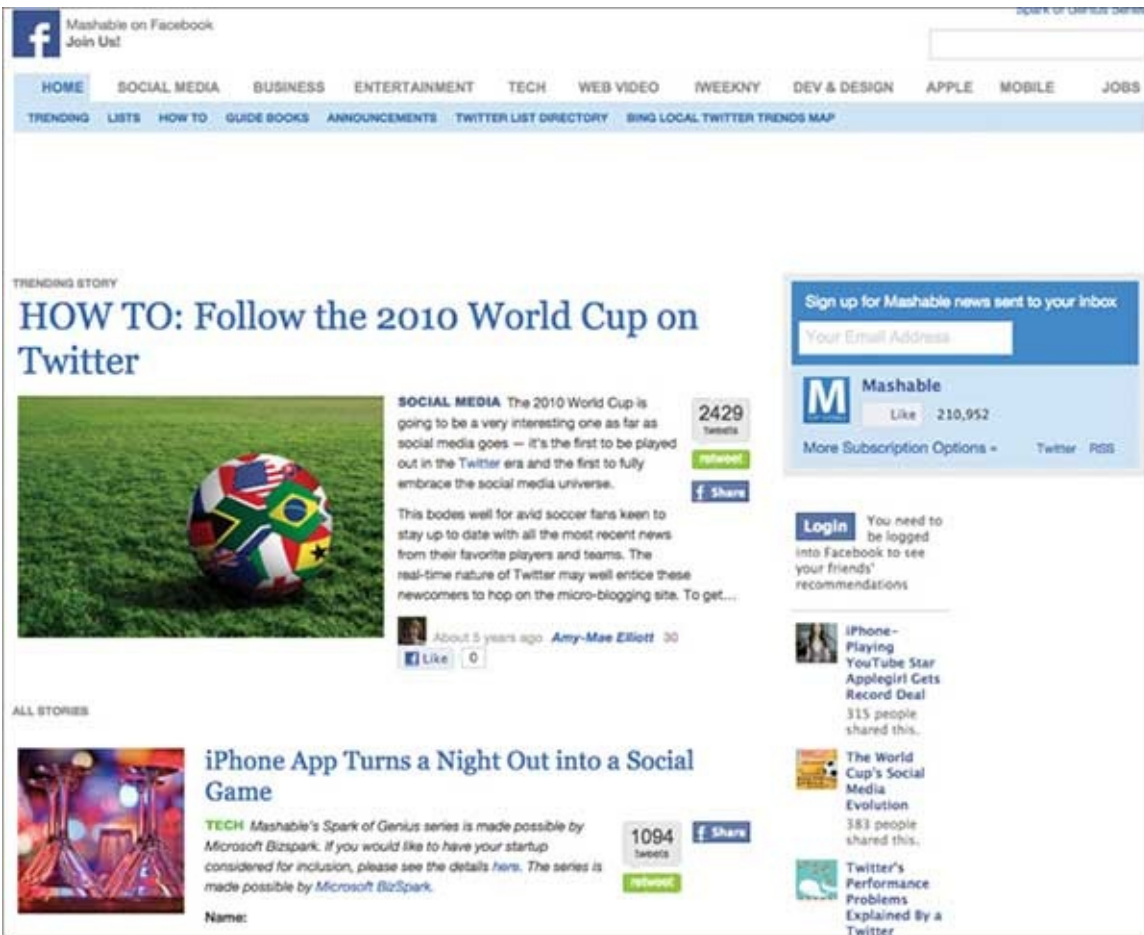 Spark of Genius Series
Mashable on Facebook
Join Us!
HOME SOCIAL MEDIA BUSINESS ENTERTAINMENT TECH WEB VIDEO IWEEKNY DEV & DESIGN APPLE MOBILE JOBS
TRENDING LISTS HOW TO GUIDE BOOKS ANNOUNCEMENTS TWITTER LIST DIRECTORY BING LOCAL TWITTER TRENDS MAP
TRENDING STORY
HOW TO: Follow the 2010 World Cup on
Twitter
SOCIAL MEDIA The 2010 World Cup is
going to be a very interesting one as far as
social media goes — it's the first to be played
out in the Twitter era and the first to fully
embrace the social media universe.
This bodes well for avid soccer fans keen to
stay up to date with all the most recent news
from their favorite players and teams. The
real-time nature of Twitter may well entice these
newcomers to hop on the micro-blogging site. To get...
2429
tweets
retweet
f Share
About 5 years ago Amy-Mae Elliott 30
f Like 0
ALL STORIES
iPhone App Turns a Night Out into a Social
Game
TECH Mashable's Spark of Genius series is made possible by
Microsoft Bizspark. If you would like to have your startup
considered for inclusion, please see the details here. The series is
made possible by Microsoft BizSpark.
Name:
1094
tweets
retweet
f Share
Sign up for Mashable news sent to your inbox
Your Email Address
M
Mashable
Like 210,952
More Subscription Options » Twitter RSS
Login You need to
be logged
into Facebook to see
your friends'
recommendations
iPhone-
Playing
YouTube Star
Applegirl Gets
Record Deal
315 people
shared this.
The World
Cup's Social
Media
Evolution
383 people
shared this.
Twitter's
Performance
Problems
Explained By a
Twitter